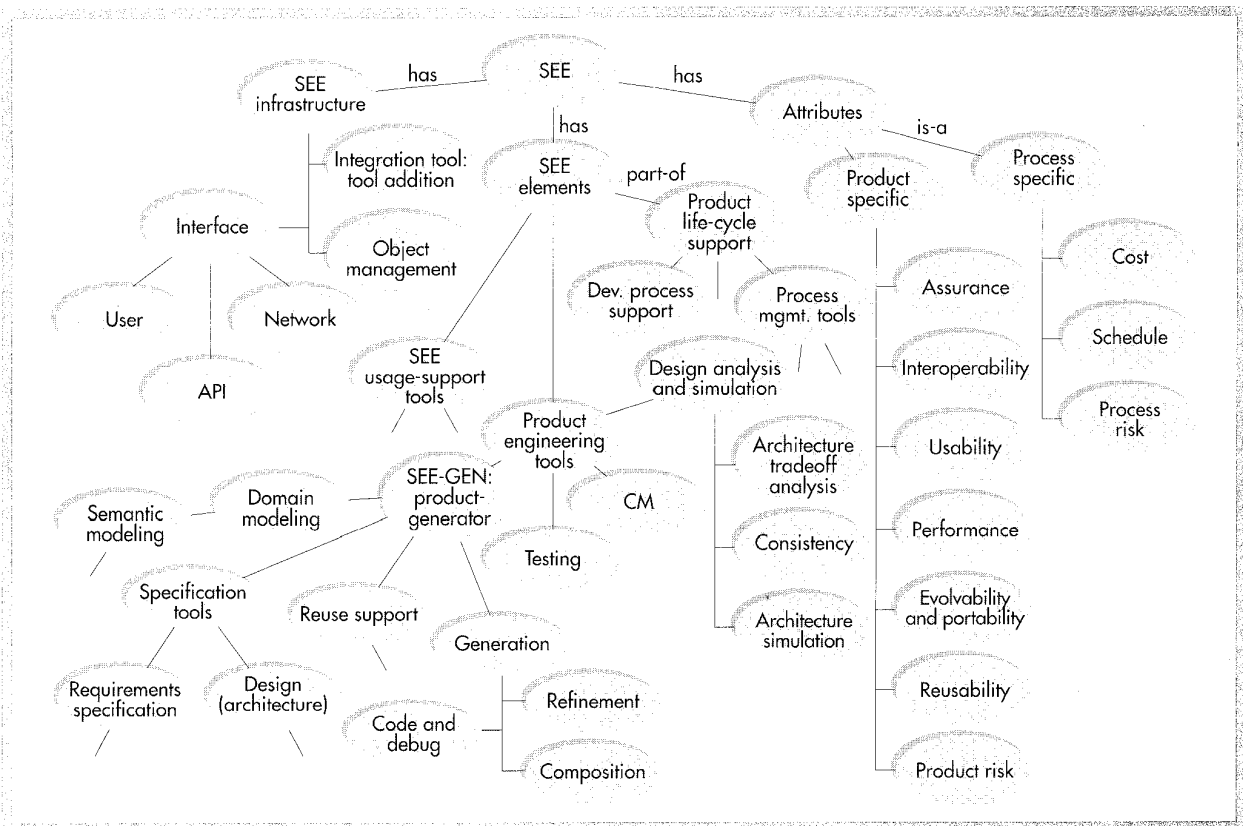 has
SEE
has
SEE
infrastructure
Attributes
has
is-a
Integration tool:
tool addition
SEE
elements
part-of
Product
specific
Process
specific
Interface
Object
management
Product
life-cycle
support
Cost
Dev. process
support
Process
mgmt. tools
Assurance
User
Network
Schedule
API
SEE
usage-support
tools
Design analysis
and simulation
Interoperability
Process
risk
Product
engineering
tools
Architecture
tradeoff
analysis
Usability
Semantic
modeling
Domain
modeling
SEE-GEN:
product-
generator
CM
Consistency
Performance
Testing
Specification
tools
Reuse support
Generation
Architecture
simulation
Evolvability
and portability
Requirements
specification
Design
(architecture)
Refinement
Reusability
Code and
debug
Composition
Product risk